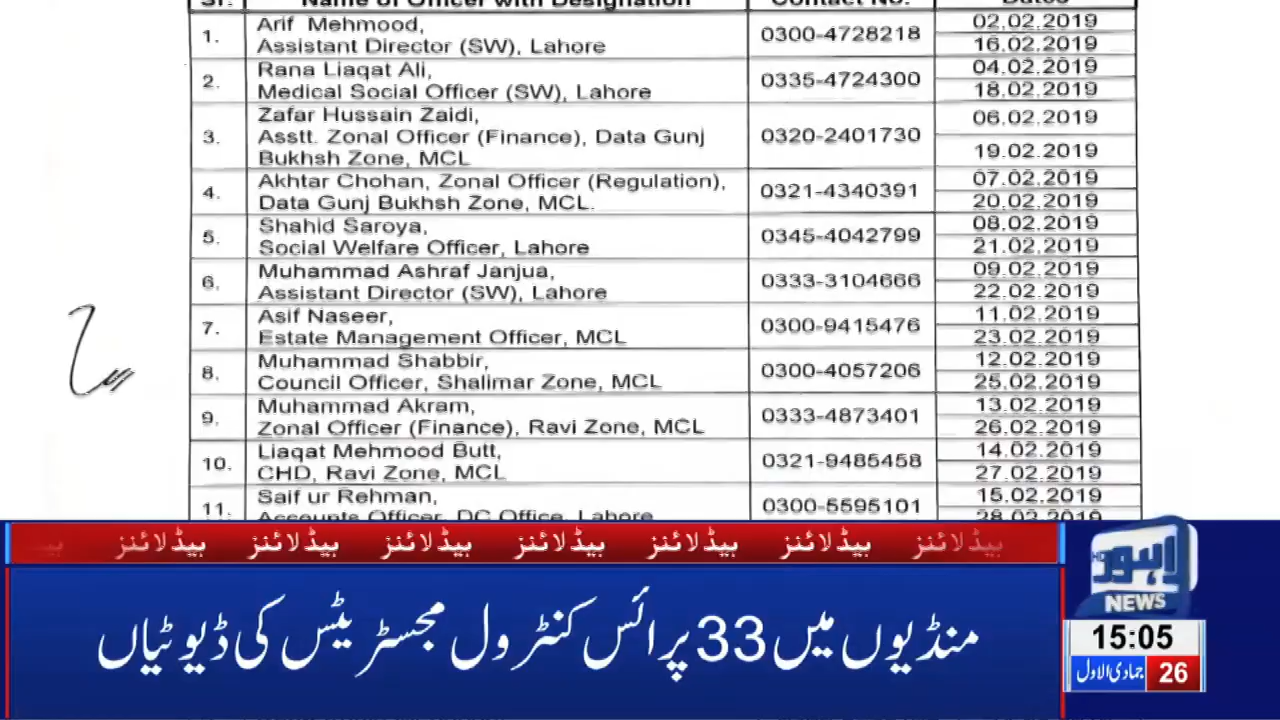 Sr. Name of Officer with Designation Contact No. Dates
1. Arif Mehmood, 0300-4728218 02.02.2019
Assistant Director (SW), Lahore 16.02.2019
2. Rana Liaqat Ali, 0335-4724300 04.02.2019
Medical Social Officer (SW), Lahore 18.02.2019
3. Zafar Hussain Zaidi, 0320-2401730 06.02.2019
Asstt. Zonal Officer (Finance), Data Gunj
Bukhsh Zone, MCL 19.02.2019
4. Akhtar Chohan, Zonal Officer (Regulation), 0321-4340391 07.02.2019
Data Gunj Bukhsh Zone, MCL. 20.02.2019
5. Shahid Saroya, 0345-4042799 08.02.2019
Social Welfare Officer, Lahore 21.02.2019
6. Muhammad Ashraf Janjua, 0333-3104666 09.02.2019
Assistant Director (SW), Lahore 22.02.2019
7. Asif Naseer, 0300-9415476 11.02.2019
Estate Management Officer, MCL 23.02.2019
8. Muhammad Shabbir, 0300-4057206 12.02.2019
Council Officer, Shalimar Zone, MCL 25.02.2019
9. Muhammad Akram, 0333-4873401 13.02.2019
Zonal Officer (Finance), Ravi Zone, MCL 26.02.2019
10. Liaqat Mehmood Butt, 0321-9485458 14.02.2019
CHD, Ravi Zone, MCL 27.02.2019
11. Saif ur Rehman, 0300-5595101 15.02.2019
Accounts Officer, DC Office, Lahore 28.02.2019
ہیڈلائنز ہیڈلائنز ہیڈلائنز ہیڈلائنز ہیڈلائنز ہیڈلائنز ہیڈلائنز
منڈیوں میں 33 پرائس کنٹرول مجسٹریٹس کی ڈیوٹیاں
لاہور HD
NEWS
15:05
جمادی الاول 26